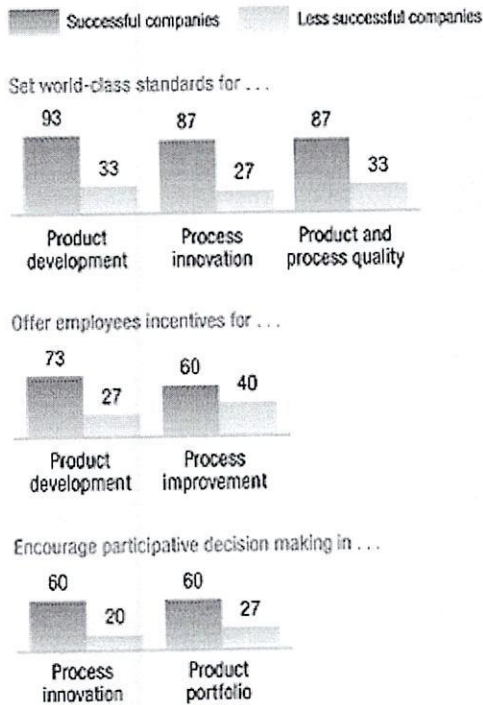 Successful companies
Less successful companies
Set world-class standards for . . .
93 33 87 27 87 33
Product development
Process innovation
Product and process quality
Offer employees incentives for . . .
73 27 60 40
Product development
Process improvement
Encourage participative decision making in . . .
60 20 60 27
Process innovation
Product portfolio